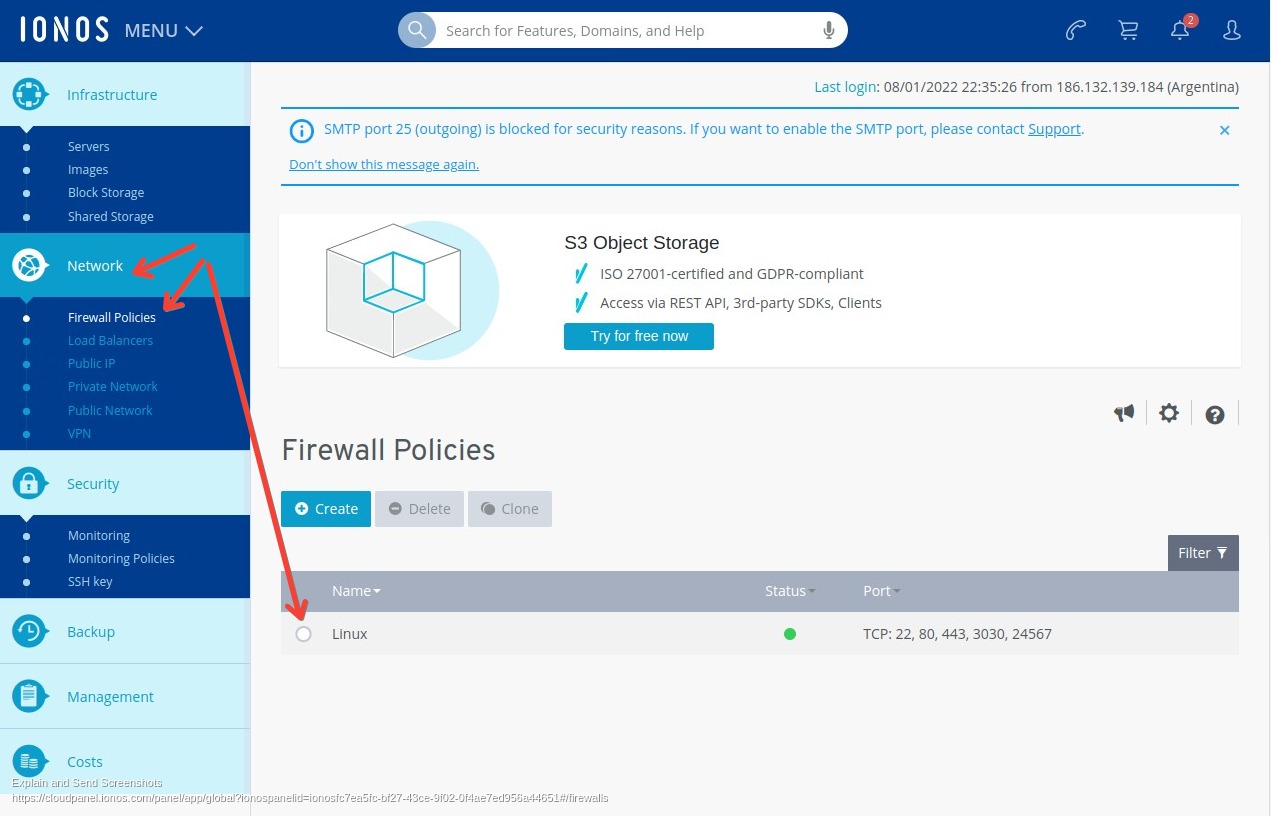 IONOS MENU
Search for Features, Domains, and Help
2
Infrastructure
Servers
Images
Block Storage
Shared Storage
Network
Firewall Policies
Load Balancers
Public IP
Private Network
Public Network
VPN
Security
Monitoring
Monitoring Policies
SSH key
Backup
Management
Costs
Last login: 08/01/2022 22:35:26 from 186.132.139.184 (Argentina)
SMTP port 25 (outgoing) is blocked for security reasons. If you want to enable the SMTP port, please contact Support.
Don't show this message again.
S3 Object Storage
ISO 27001-certified and GDPR-compliant
Access via REST API, 3rd-party SDKs, Clients
Try for free now
Firewall Policies
Create Delete Clone
Filter
Name Status Port
Linux TCP: 22, 80, 443, 3030, 24567
Explain and Send Screenshots
https://cloudpanel.ionos.com/panel/app/global?ionospanelid=ionosfc7ea5fc-bf27-43ce-9f02-0f4ae7ed956a44651#/firewalls